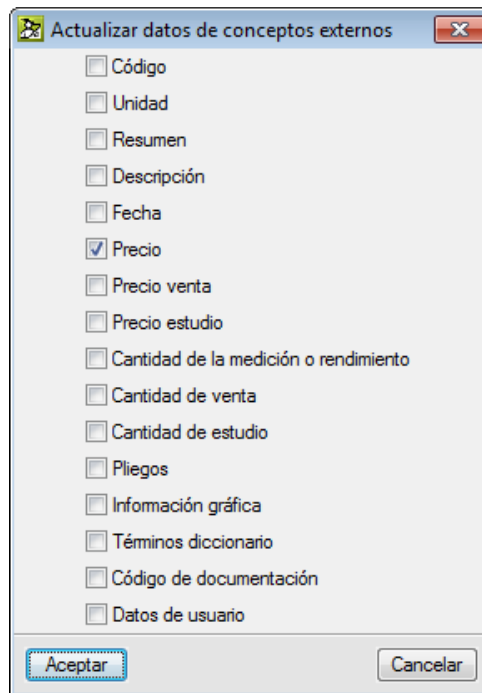 Actualizar datos de conceptos externos
Código
Unidad
Resumen
Descripción
Fecha
Precio
Precio venta
Precio estudio
Cantidad de la medición o rendimiento
Cantidad de venta
Cantidad de estudio
Pliegos
Información gráfica
Términos diccionario
Código de documentación
Datos de usuario
Aceptar Cancelar